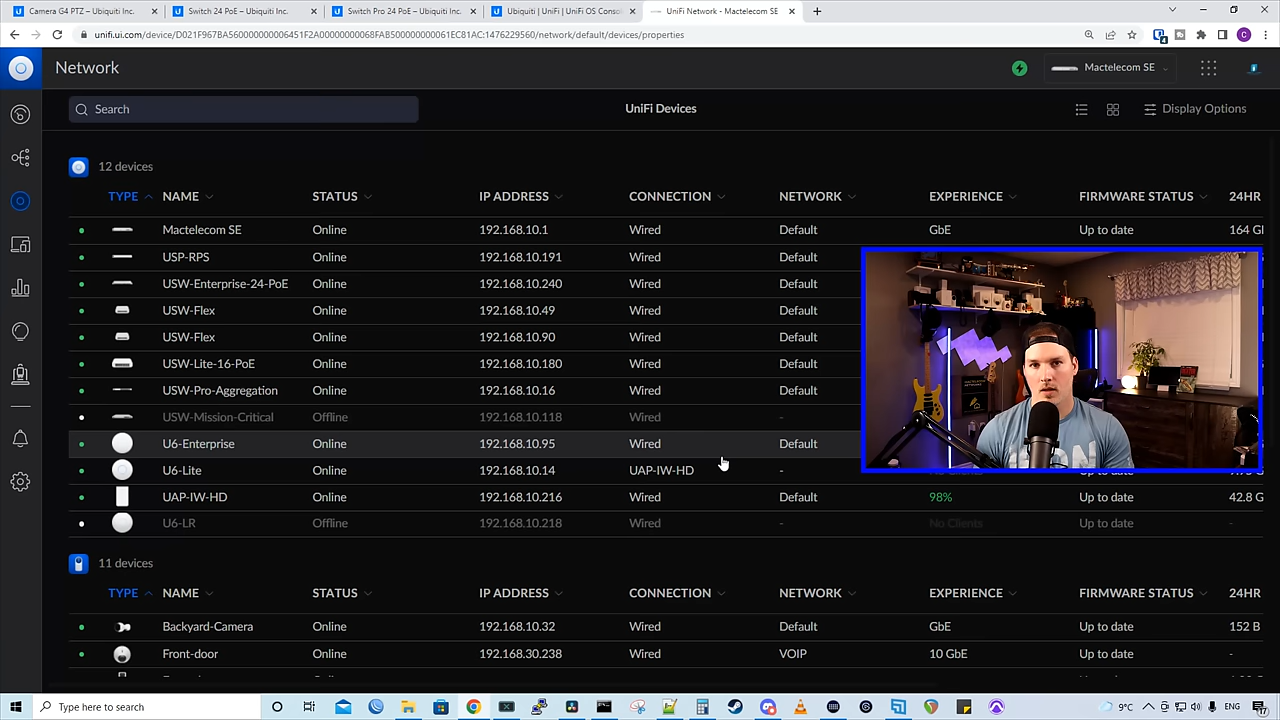 Camera G4 PTZ – Ubiquiti Inc.
Switch 24 PoE – Ubiquiti Inc.
Switch Pro 24 PoE – Ubiquiti Inc.
Ubiquiti | UniFi | UniFi OS Conso
UniFi Network - Mactelecom SE
unifi.ui.com/device/D021F967BA5600000000006451F2A00000000068FAB500000000061EC81AC:1476229560/network/default/devices/properties
Network
Mactelecom SE
Search
UniFi Devices
Display Options
12 devices
TYPE NAME STATUS IP ADDRESS CONNECTION NETWORK EXPERIENCE FIRMWARE STATUS 24HR
Mactelecom SE Online 192.168.10.1 Wired Default GbE Up to date 164 G
USP-RPS Online 192.168.10.191 Wired Default
USW-Enterprise-24-PoE Online 192.168.10.240 Wired Default
USW-Flex Online 192.168.10.49 Wired Default
USW-Flex Online 192.168.10.90 Wired Default
USW-Lite-16-PoE Online 192.168.10.180 Wired Default
USW-Pro-Aggregation Online 192.168.10.16 Wired Default
USW-Mission-Critical Offline 192.168.10.118 Wired -
U6-Enterprise Online 192.168.10.95 Wired Default
U6-Lite Online 192.168.10.14 UAP-IW-HD -
UAP-IW-HD Online 192.168.10.216 Wired Default 98% Up to date 42.8 G
U6-LR Offline 192.168.10.218 Wired - No Clients Up to date -
11 devices
TYPE NAME STATUS IP ADDRESS CONNECTION NETWORK EXPERIENCE FIRMWARE STATUS 24HR
Backyard-Camera Online 192.168.10.32 Wired Default GbE Up to date 152 B
Front-door Online 192.168.30.238 Wired VOIP 10 GbE Up to date -
Type here to search
9°C
ENG